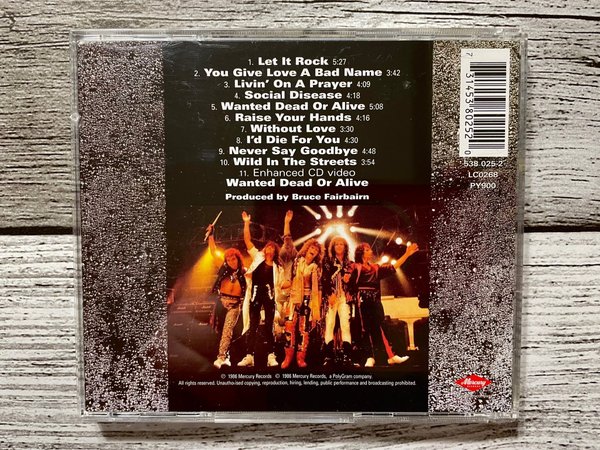 1. Let It Rock 5:27
2. You Give Love A Bad Name 3:42
3. Livin' On A Prayer 4:09
4. Social Disease 4:18
5. Wanted Dead Or Alive 5:08
6. Raise Your Hands 4:16
7. Without Love 3:30
8. I'd Die For You 4:30
9. Never Say Goodbye 4:48
10. Wild In The Streets 3:54
11. Enhanced CD video
Wanted Dead Or Alive
Produced by Bruce Fairbairn
7 31453 80252 9
538 025-2
LC0268
PY900
℗ 1986 Mercury Records © 1986 Mercury Records, a PolyGram company.
All rights reserved. Unauthorised copying, reproduction, hiring, lending, public performance and broadcasting prohibited.
Mercury